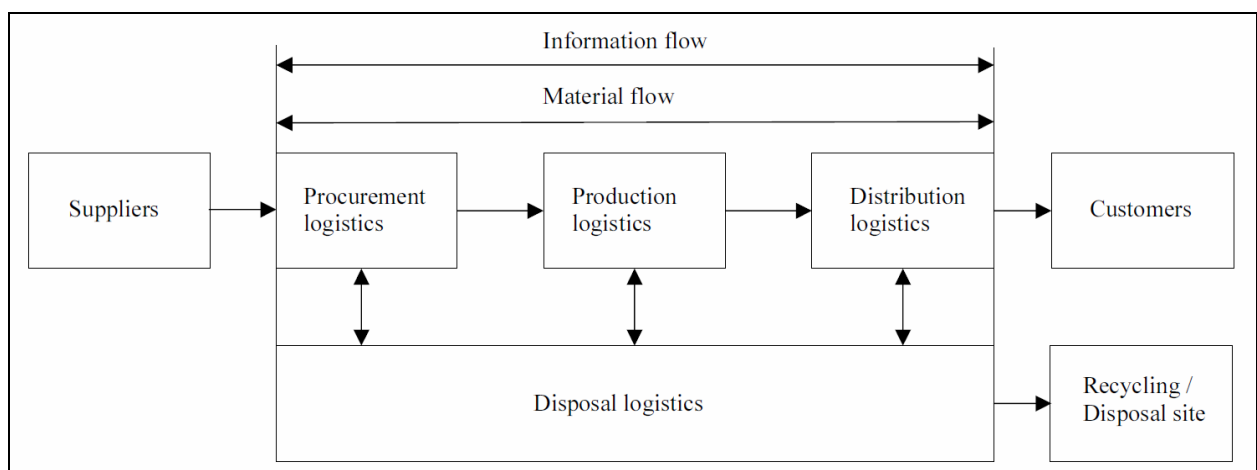 Information flow
Material flow
Suppliers
Procurement
logistics
Production
logistics
Distribution
logistics
Customers
Disposal logistics
Recycling /
Disposal site